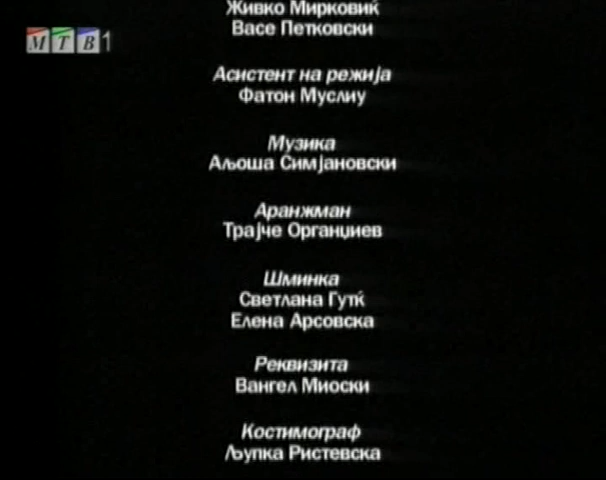 Живко Мирковиќ
МТВ1
Васе Петковски
Асистент на режија
Фатон Муслиу
Музика
Аљоша Симјановски
Аранжман
Трајче Органџиев
Шминка
Светлана Гутќ
Елена Арсовска
Реквизита
Вангел Миоски
Костимограф
Љупка Ристевска